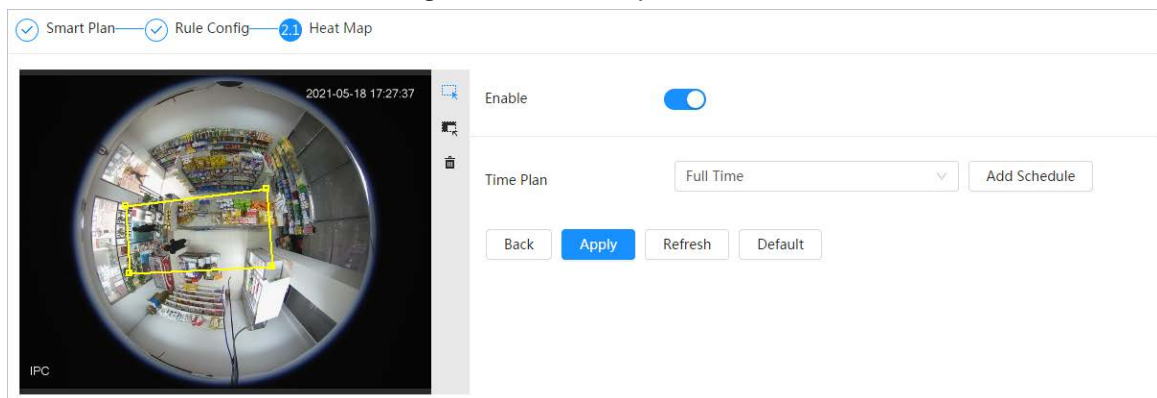 Smart Plan Rule Config 2.1 Heat Map
2021-05-18 17:27:37
Enable
Time Plan Full Time Add Schedule
Back Apply Refresh Default
IPC